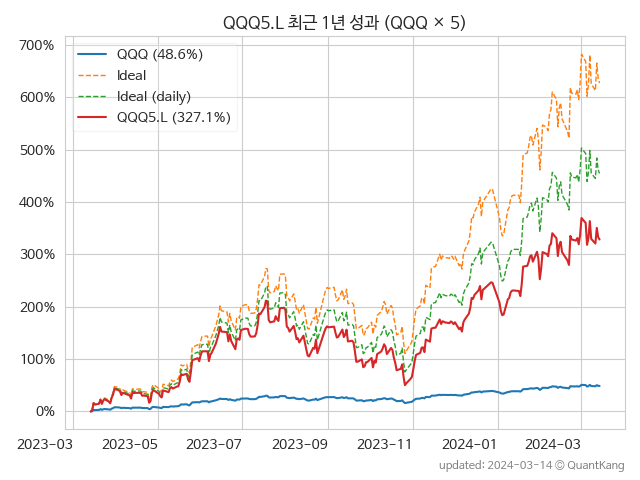 QQQ5.L 최근 1년 성과 (QQQ × 5)
700%
600%
500%
400%
300%
200%
100%
0%
QQQ (48.6%)
Ideal
Ideal (daily)
QQQ5.L (327.1%)
2023-03
2023-05
2023-07
2023-09
2023-11
2024-01
2024-03
updated: 2024-03-14 ⓒ QuantKang